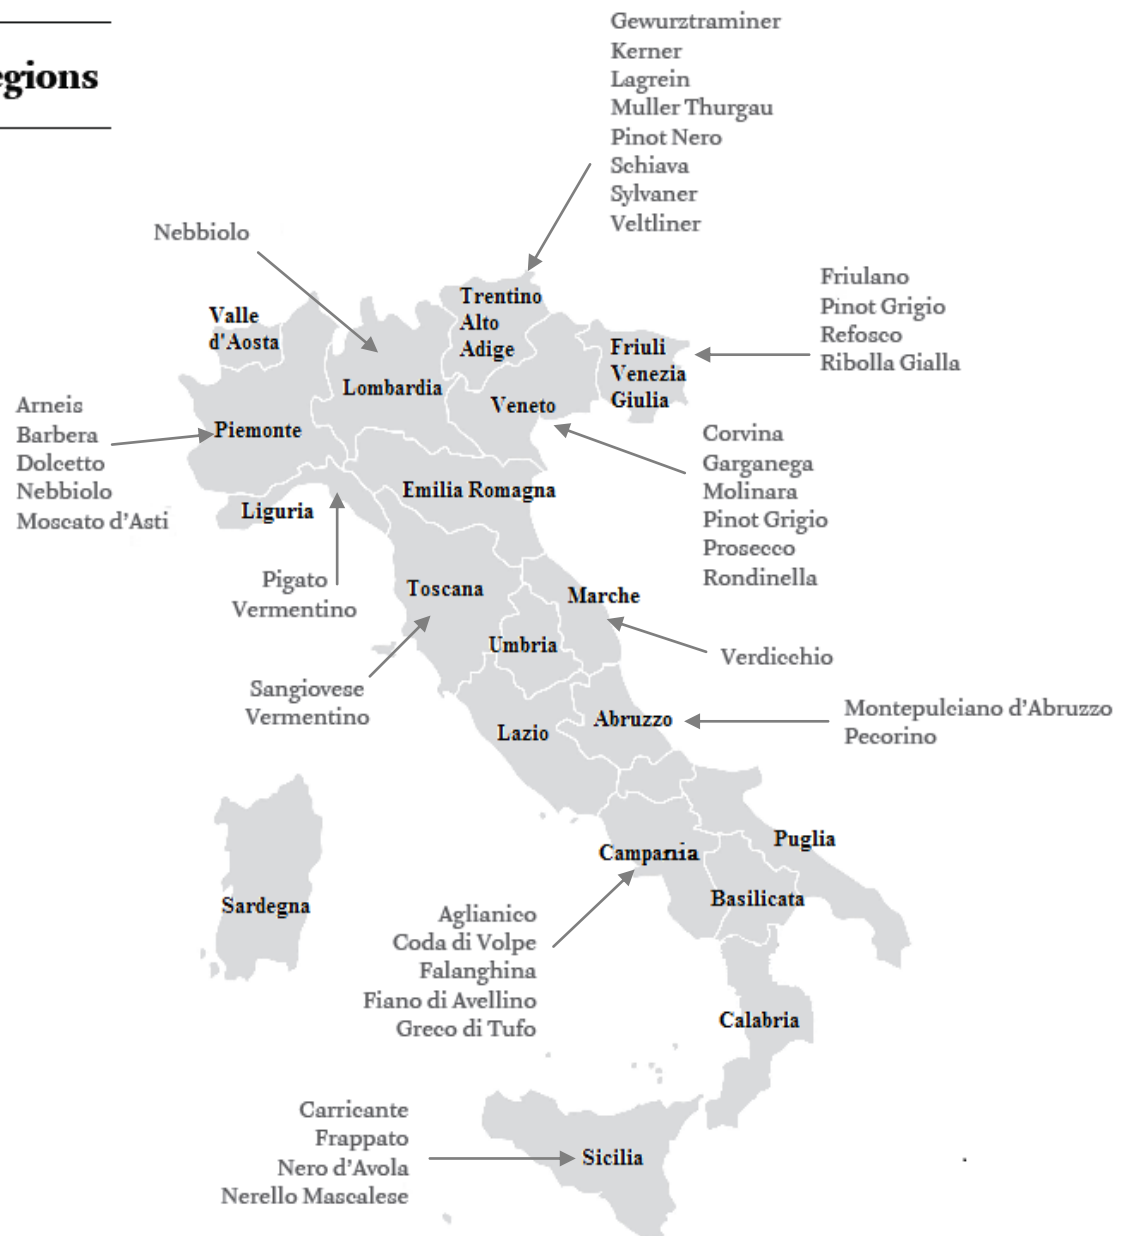 egions
Gewurztraminer
Kerner
Lagrein
Muller Thurgau
Pinot Nero
Schiava
Sylvaner
Veltliner
Nebbiolo
Friulano
Pinot Grigio
Refosco
Ribolla Gialla
Trentino
Alto
Adige
Valle
d'Aosta
Friuli
Venezia
Giulia
Lombardia
Veneto
Arneis
Barbera
Dolcetto
Nebbiolo
Moscato d'Asti
Piemonte
Corvina
Garganega
Molinara
Pinot Grigio
Prosecco
Rondinella
Emilia Romagna
Liguria
Pigato
Vermentino
Toscana
Marche
Umbria
Verdicchio
Sangiovese
Vermentino
Abruzzo
Montepulciano d'Abruzzo
Pecorino
Lazio
Puglia
Campania
Basilicata
Sardegna
Aglianico
Coda di Volpe
Falanghina
Fiano di Avellino
Greco di Tufo
Calabria
Carricante
Frappato
Nero d'Avola
Nerello Mascalese
Sicilia